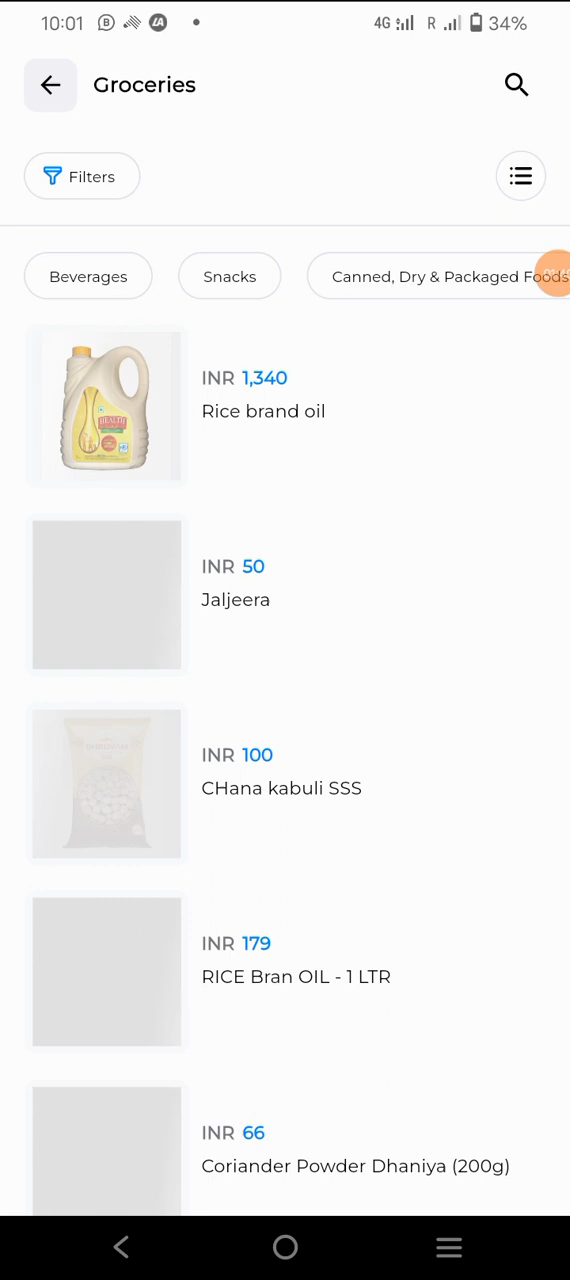 10:01
4G R 34%
Groceries
Filters
Beverages
Snacks
Canned, Dry & Packaged Foods
HEALTH
INR 1,340
Rice brand oil
INR 50
Jaljeera
INR 100
CHana kabuli SSS
INR 179
RICE Bran OIL - 1 LTR
INR 66
Coriander Powder Dhaniya (200g)